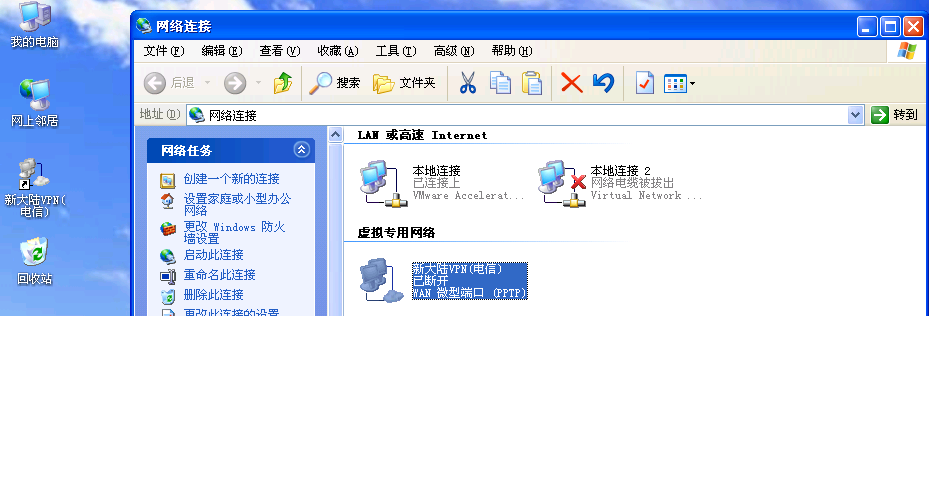 我的电脑
网上邻居
新大陆VPN(
电信)
回收站
网络连接
文件(F) 编辑(E) 查看(V) 收藏(A) 工具(T) 高级(N) 帮助(H)
后退 搜索 文件夹
地址(D) 网络连接 转到
网络任务
创建一个新的连接
设置家庭或小型办公
网络
更改 Windows 防火
墙设置
启动此连接
重命名此连接
删除此连接
更改此连接的设置
LAN 或高速 Internet
本地连接
已连接上
VMware Accelerat...
本地连接 2
网络电缆被拔出
Virtual Network ...
虚拟专用网络
新大陆VPN(电信)
已断开
WAN 微型端口 (PPTP)